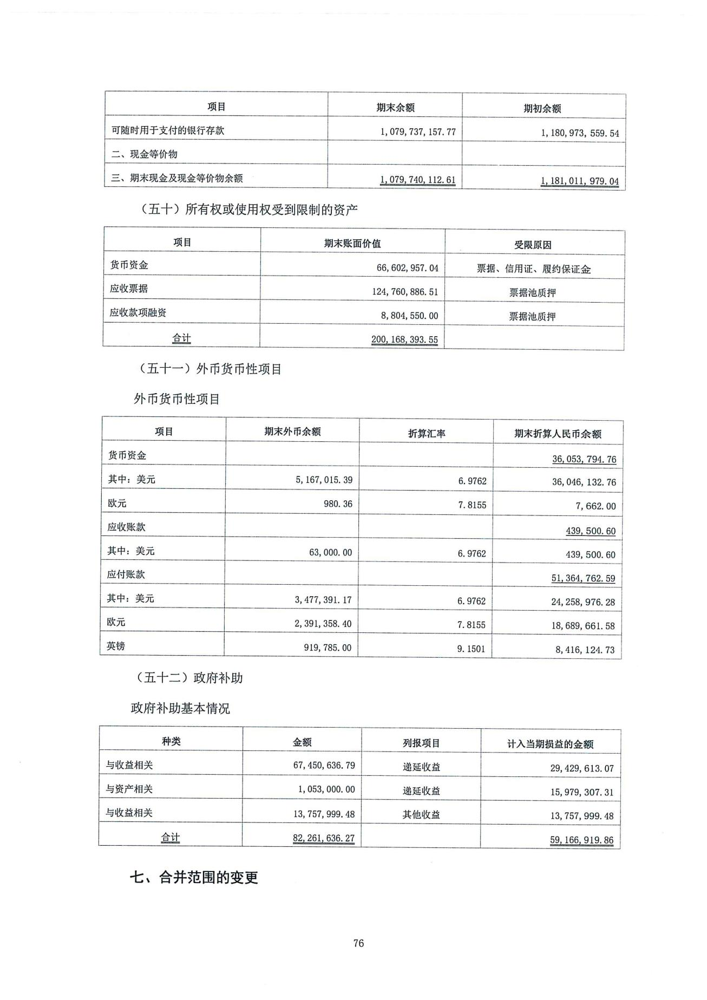 项目 期末余额 期初余额
可随时用于支付的银行存款 1,079,737,157.77 1,180,973,559.54
二、现金等价物
三、期末现金及现金等价物余额 1,079,740,112.61 1,181,011,979.04
（五十）所有权或使用权受到限制的资产
项目 期末账面价值 受限原因
货币资金 66,602,957.04 票据、信用证、履约保证金
应收票据 124,760,886.51 票据池质押
应收款项融资 8,804,550.00 票据池质押
合计 200,168,393.55
（五十一）外币货币性项目
外币货币性项目
项目 期末外币余额 折算汇率 期末折算人民币余额
货币资金 36,053,794.76
其中：美元 5,167,015.39 6.9762 36,046,132.76
欧元 980.36 7.8155 7,662.00
应收账款 439,500.60
其中：美元 63,000.00 6.9762 439,500.60
应付账款 51,364,762.59
其中：美元 3,477,391.17 6.9762 24,258,976.28
欧元 2,391,358.40 7.8155 18,689,661.58
英镑 919,785.00 9.1501 8,416,124.73
（五十二）政府补助
政府补助基本情况
种类 金额 列报项目 计入当期损益的金额
与收益相关 67,450,636.79 递延收益 29,429,613.07
与资产相关 1,053,000.00 递延收益 15,979,307.31
与收益相关 13,757,999.48 其他收益 13,757,999.48
合计 82,261,636.27 59,166,919.86
七、合并范围的变更
76